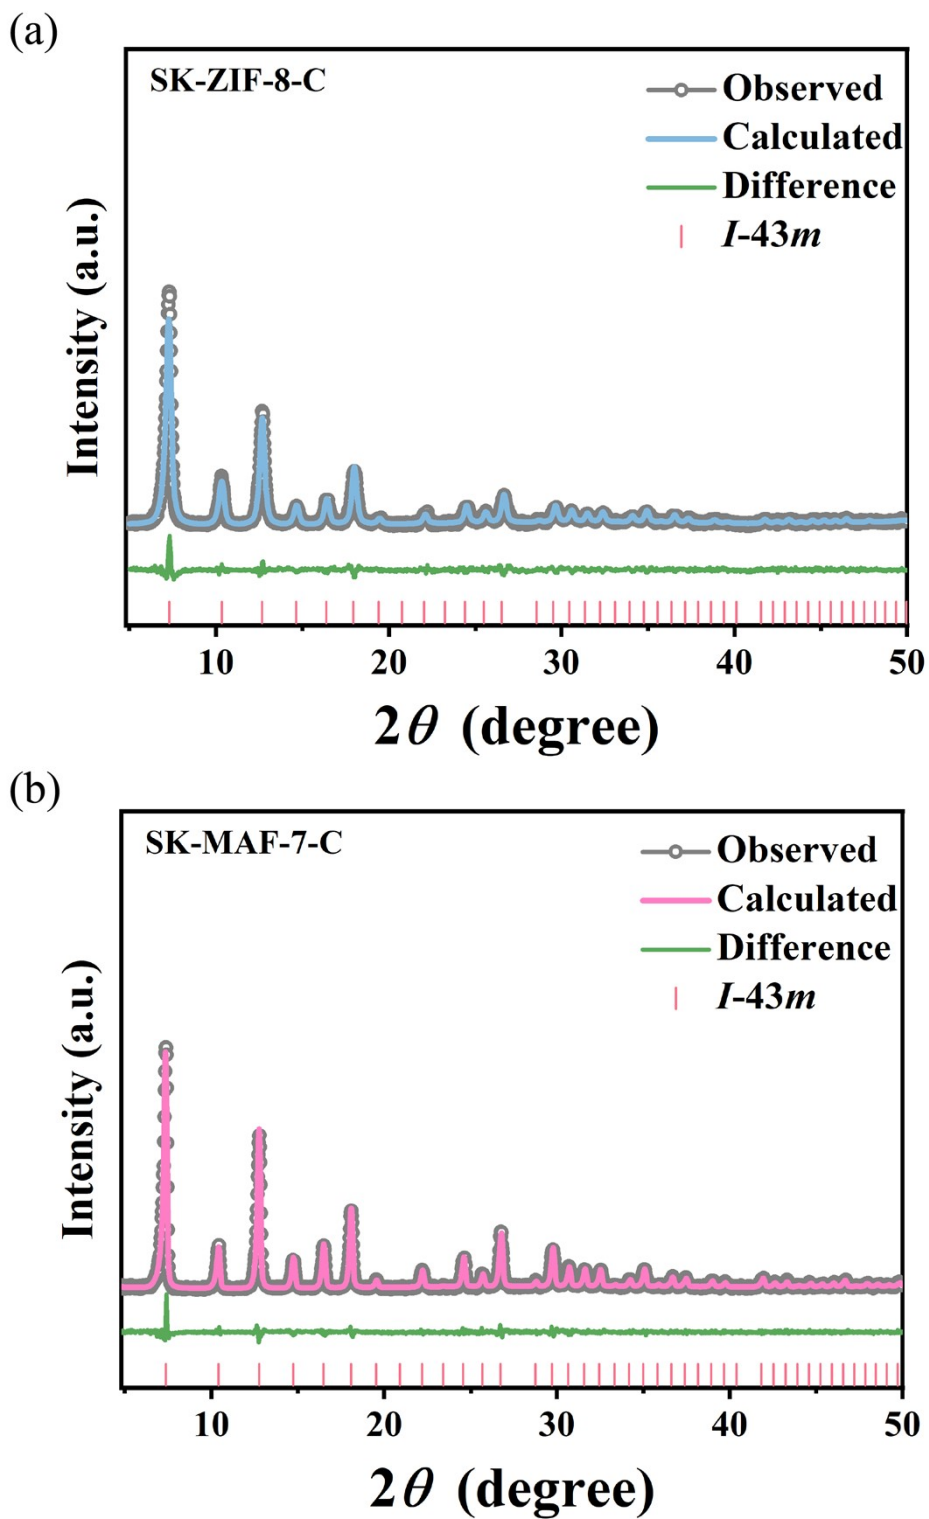 (a)
SK-ZIF-8-C
Observed
Calculated
Difference
I-43m
Intensity (a.u.)
10 20 30 40 50
2θ (degree)
(b)
SK-MAF-7-C
Observed
Calculated
Difference
I-43m
Intensity (a.u.)
10 20 30 40 50
2θ (degree)